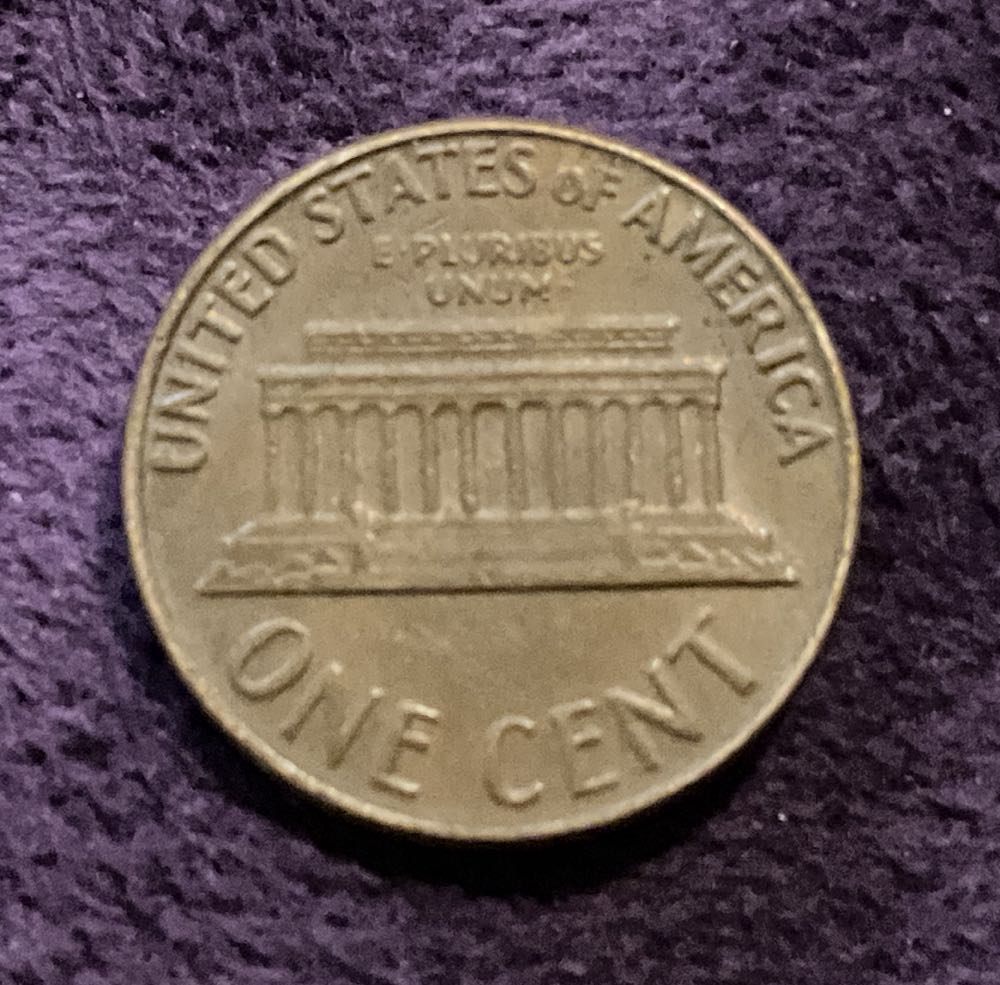 UNITED STATES OF AMERICA
E·PLURIBUS
UNUM
ONE CENT